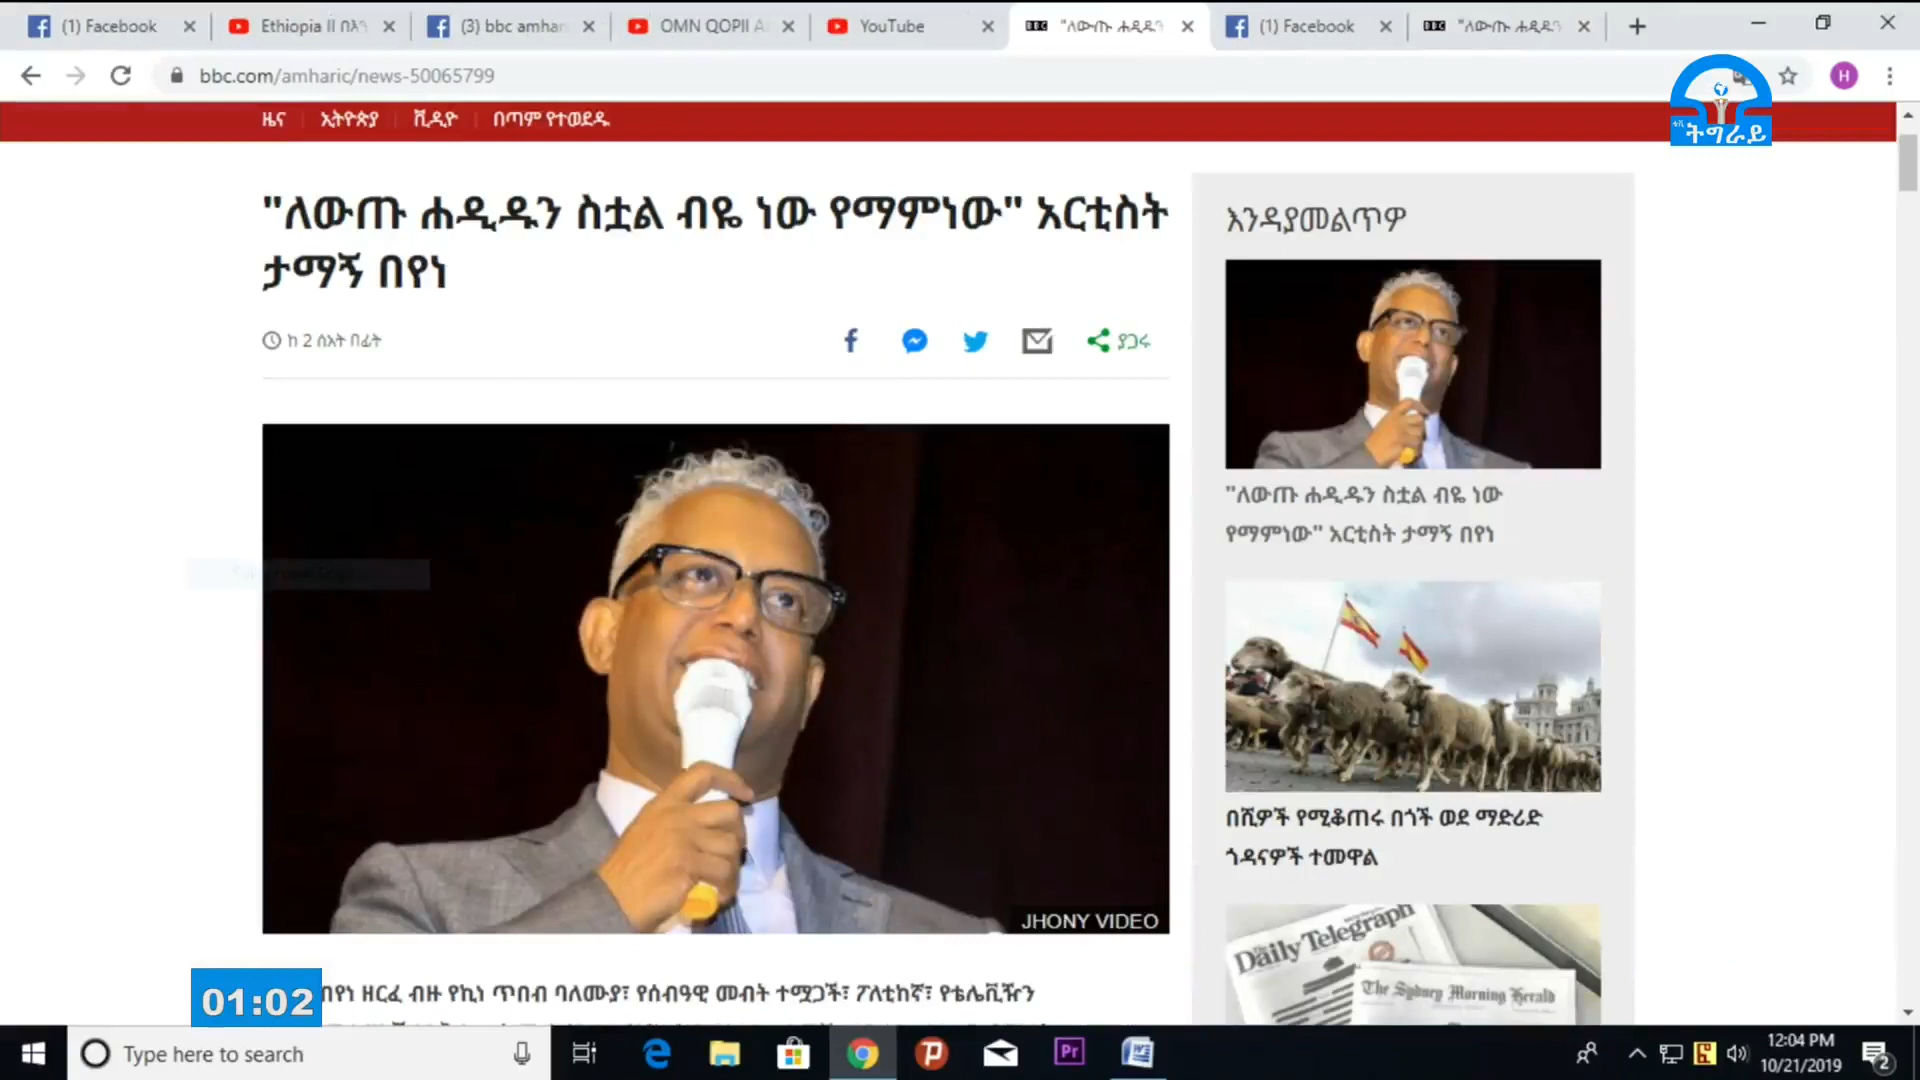 (1) Facebook
Ethiopia II
(3) bbc amhar
OMN QOPII A
YouTube
"ለውጡ ሐዲዱን
(1) Facebook
"ለውጡ ሐዲዱን
bbc.com/amharic/news-50065799
H
ትግራይ
ዜና
ኢትዮጵያ
ቪዲዮ
በጣም የተወደዱ
"ለውጡ ሐዲዱን ስቷል ብዬ ነው የማምነው" አርቲስት
ታማኝ በየነ
ከ 2 ሰአት በፊት
ያጋሩ
JHONY VIDEO
01:02
በየነ ዘርፈ ብዙ የኪነ ጥበብ ባለሙያ፣ የሰብዓዊ መብት ተሟጋች፣ ፖለቲከኛ፣ የቴሌቪዥን
እንዳያመልጥዎ
"ለውጡ ሐዲዱን ስቷል ብዬ ነው
የማምነው" አርቲስት ታማኝ በየነ
በሺዎች የሚቆጠሩ በጎች ወደ ማድሪድ
ጎዳናዎች ተመዋል
The Daily Telegraph
The Sydney Morning Herald
Type here to search
Pr
12:04 PM
10/21/2019
2